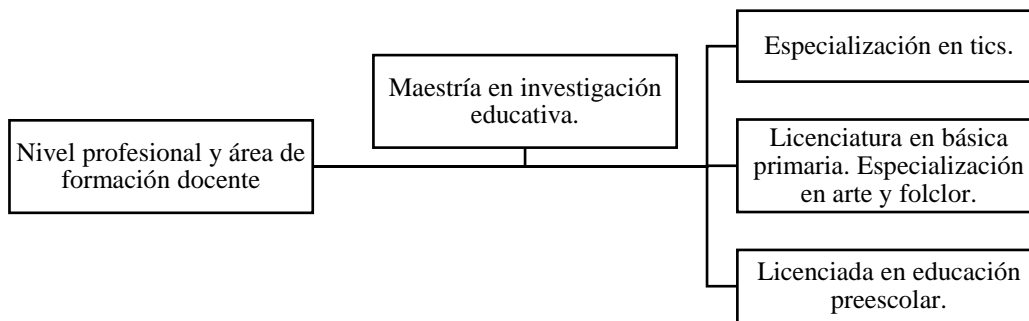 Nivel profesional y área de
formación docente
Maestría en investigación
educativa.
Especialización en tics.
Licenciatura en básica
primaria. Especialización
en arte y folclor.
Licenciada en educación
preescolar.